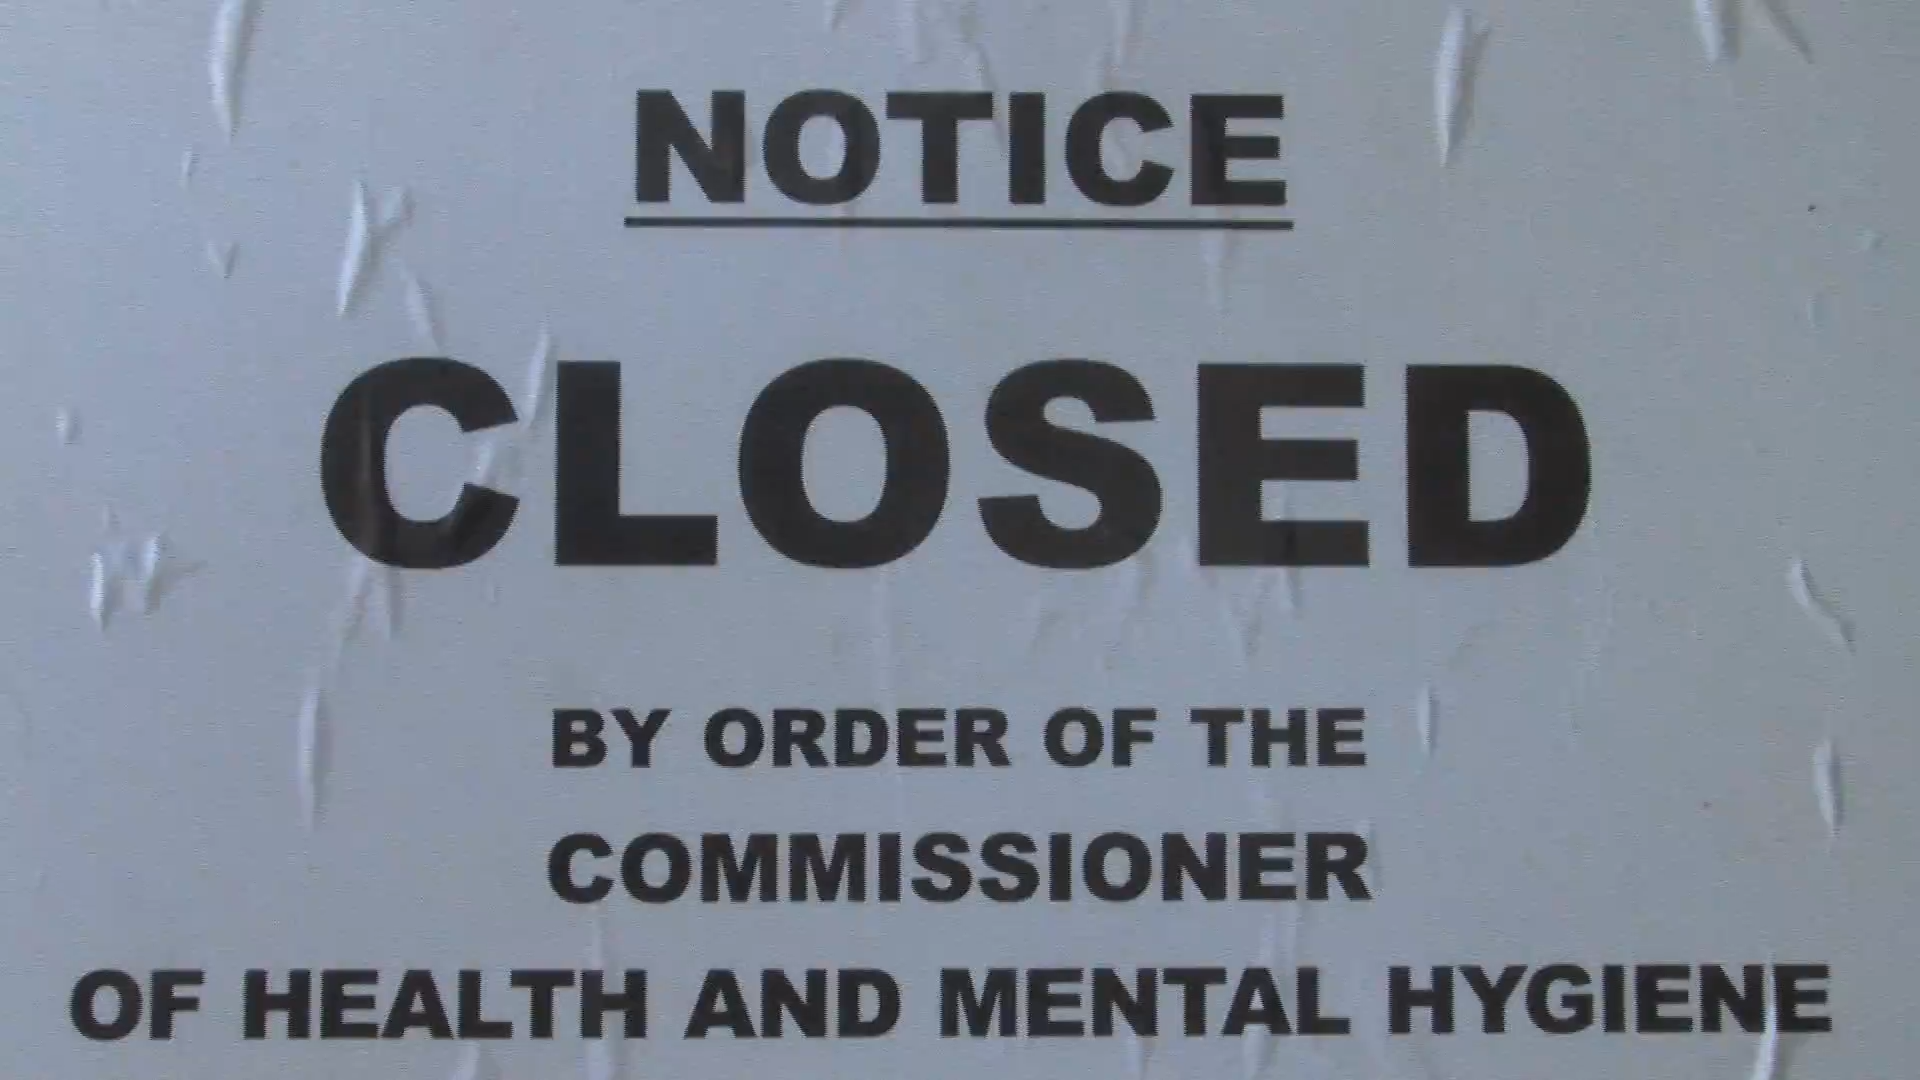 NOTICE
CLOSED
BY ORDER OF THE
COMMISSIONER
OF HEALTH AND MENTAL HYGIENE